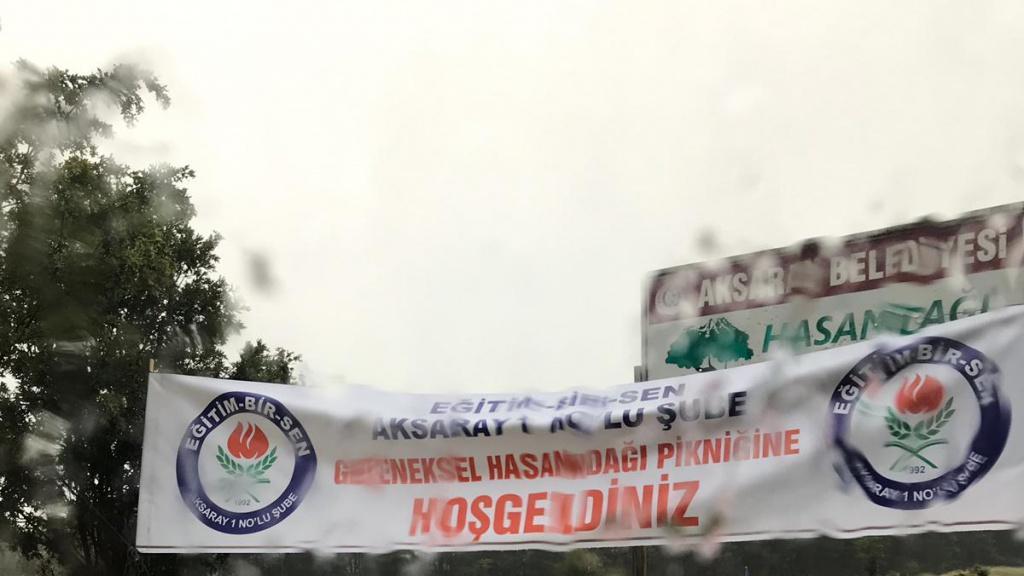 AKSARAY BELEDİYESİ
HASANDAĞI
EĞİTİM-BİR-SEN
AKSARAY 1 NO'LU ŞUBE
GELENEKSEL HASANDAĞI PİKNİĞİNE
HOŞGELDİNİZ
EĞİTİM-BİR-SEN
1992
AKSARAY 1 NO'LU ŞUBE
EĞİTİM-BİR-SEN
1992
AKSARAY 1 NO'LU ŞUBE